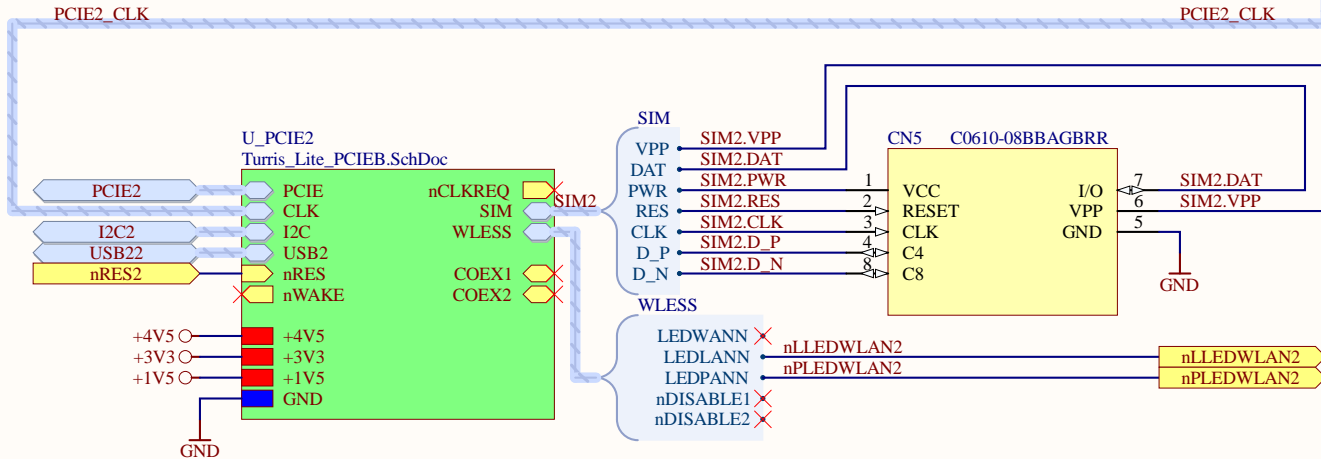 PCIE2_CLK
PCIE2_CLK
U_PCIE2
Turris_Lite_PCIEB.SchDoc
PCIE2
I2C2
USB22
nRES2
PCIE
CLK
I2C
USB2
nRES
nWAKE
nCLKREQ
SIM
WLESS
COEX1
COEX2
+4V5
+3V3
+1V5
+4V5
+3V3
+1V5
GND
GND
SIM2
SIM
VPP
DAT
PWR
RES
CLK
D_P
D_N
SIM2.VPP
SIM2.DAT
SIM2.PWR
SIM2.RES
SIM2.CLK
SIM2.D_P
SIM2.D_N
CN5 C0610-08BBAGBRR
1 VCC
2 RESET
3 CLK
4 C4
8 C8
I/O 7 SIM2.DAT
VPP 6 SIM2.VPP
GND 5
GND
WLESS
LEDWANN
LEDLANN
LEDPANN
nDISABLE1
nDISABLE2
nLLEDWLAN2
nPLEDWLAN2
nLLEDWLAN2
nPLEDWLAN2